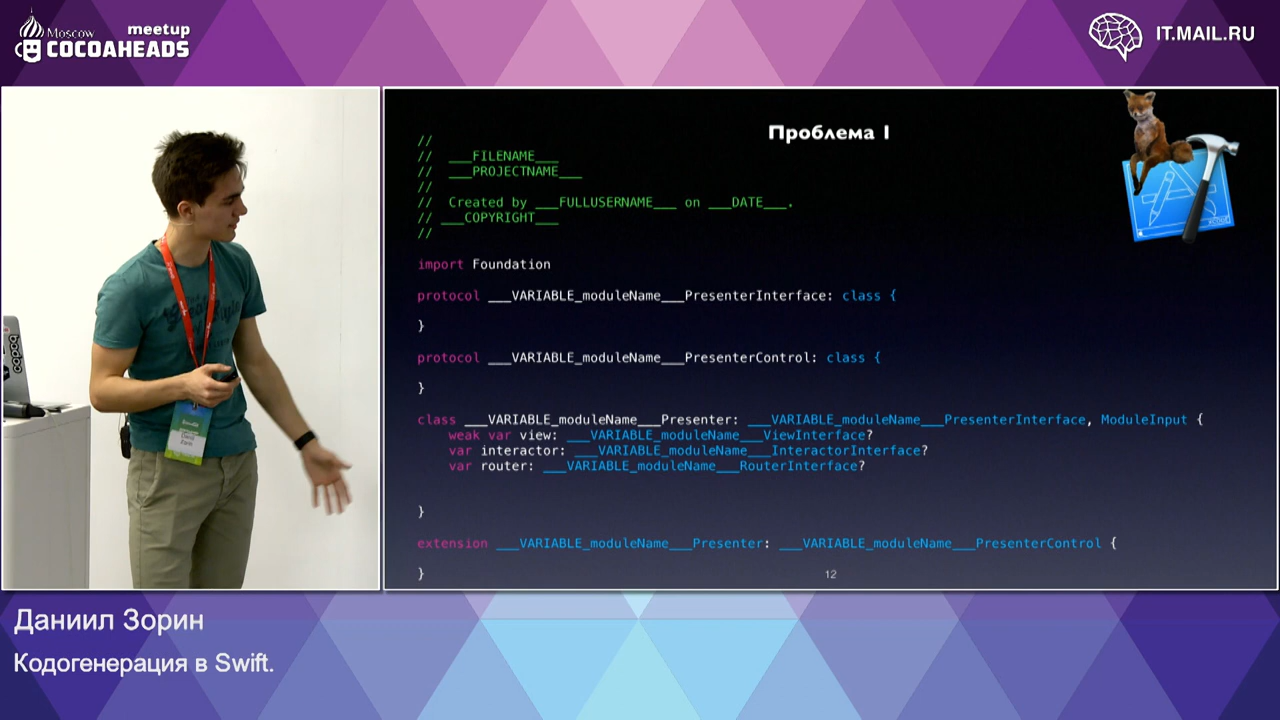 Moscow meetup
COCOAHEADS
IT.MAIL.RU
Проблема 1
//
// ___FILENAME___
// ___PROJECTNAME___
//
// Created by ___FULLUSERNAME___ on ___DATE___.
// ___COPYRIGHT___
//
import Foundation
protocol ___VARIABLE_moduleName___PresenterInterface: class {
}
protocol ___VARIABLE_moduleName___PresenterControl: class {
}
class ___VARIABLE_moduleName___Presenter: ___VARIABLE_moduleName___PresenterInterface, ModuleInput {
weak var view: ___VARIABLE_moduleName___ViewInterface?
var interactor: ___VARIABLE_moduleName___InteractorInterface?
var router: ___VARIABLE_moduleName___RouterInterface?
}
extension ___VARIABLE_moduleName___Presenter: ___VARIABLE_moduleName___PresenterControl {
}
12
badoo
Даниил Зорин
Кодогенерация в Swift.